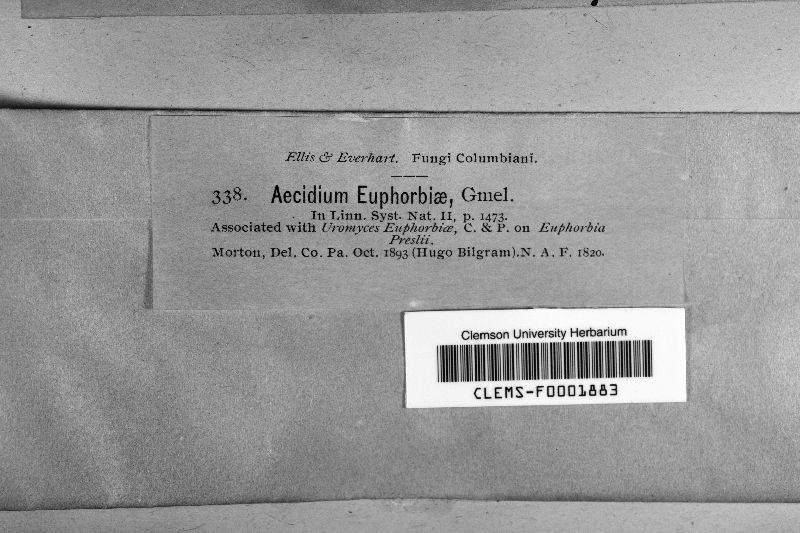 Ellis & Everhart. Fungi Columbiani.
338. Aecidium Euphorbiæ, Gmel.
In Linn. Syst. Nat. II, p. 1473.
Associated with Uromyces Euphorbiæ, C. & P. on Euphorbia
Preslii.
Morton, Del. Co. Pa. Oct. 1893 (Hugo Bilgram). N. A. F. 1820.
Clemson University Herbarium
CLEMS-F0001883